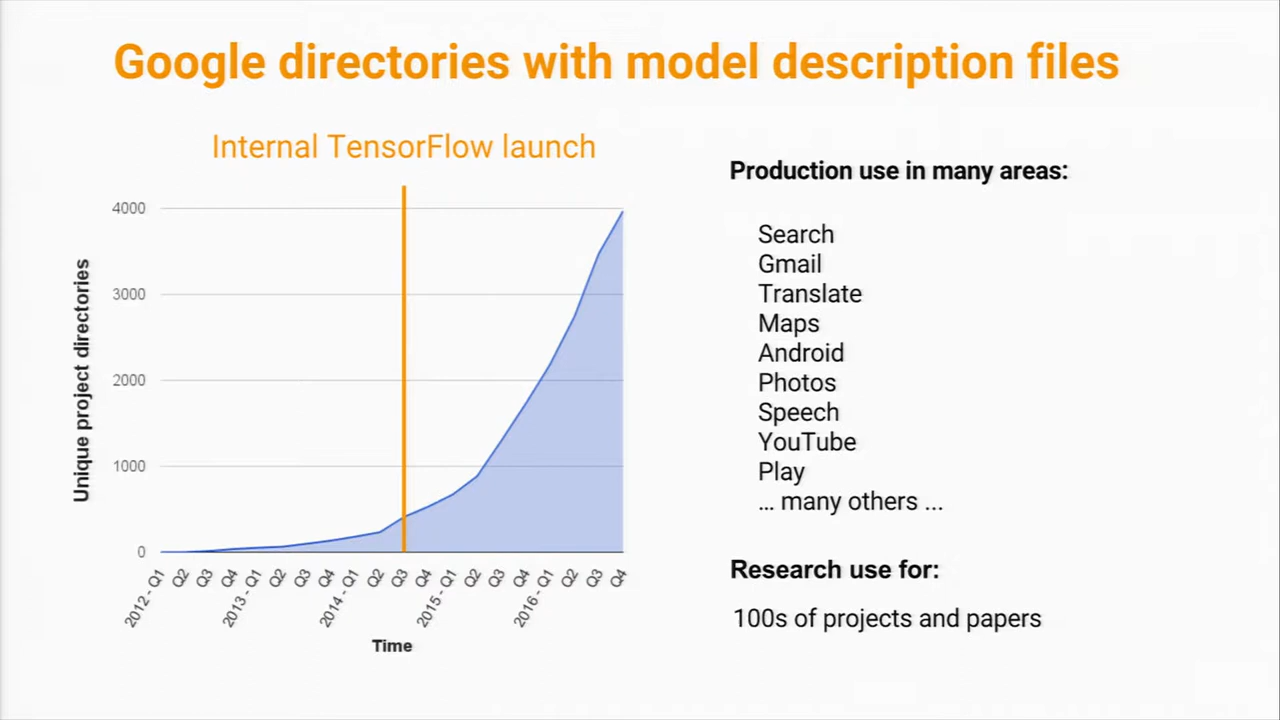 Google directories with model description files
Internal TensorFlow launch
4000
3000
2000
1000
0
Unique project directories
2012 - Q1
Q2
Q3
Q4
2013 - Q1
Q2
Q3
Q4
2014 - Q1
Q2
Q3
Q4
2015 - Q1
Q2
Q3
Q4
2016 - Q1
Q2
Q3
Q4
Time
Production use in many areas:
Search
Gmail
Translate
Maps
Android
Photos
Speech
YouTube
Play
... many others ...
Research use for:
100s of projects and papers